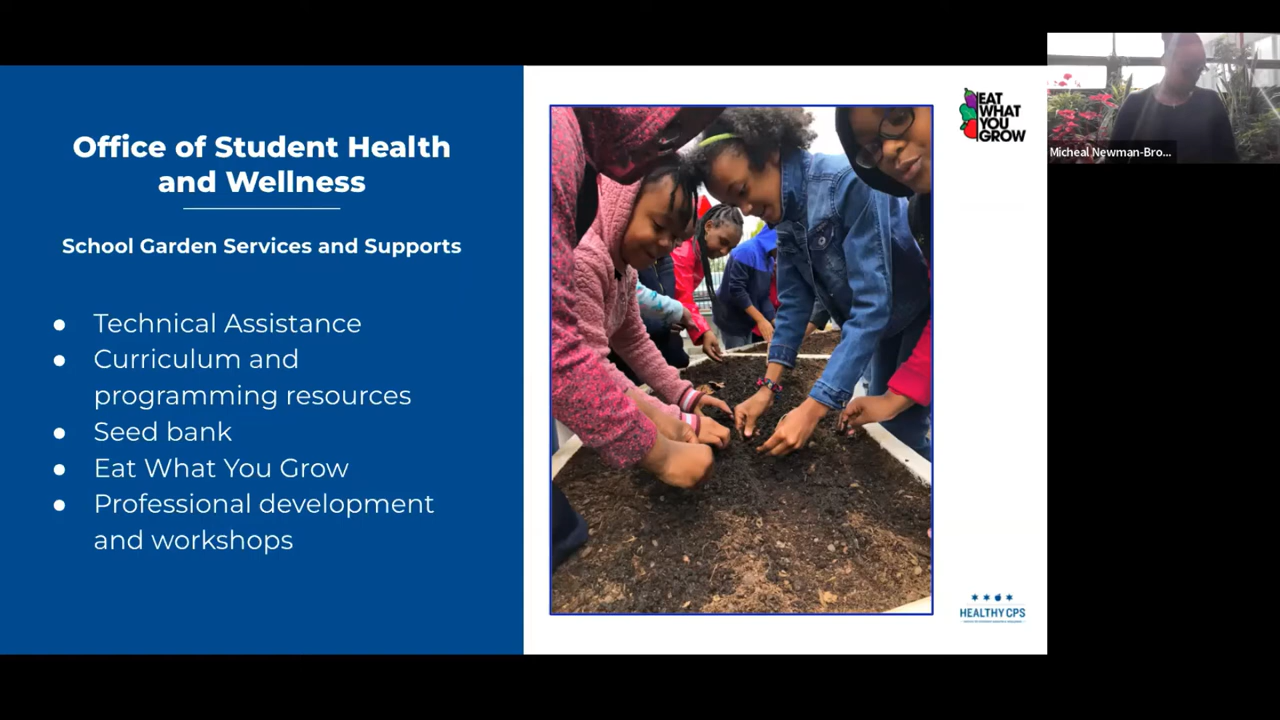 Office of Student Health
and Wellness
School Garden Services and Supports
● Technical Assistance
● Curriculum and
programming resources
● Seed bank
● Eat What You Grow
● Professional development
and workshops
EAT
WHAT
YOU
GROW
HEALTHY CPS
Micheal Newman-Bro...